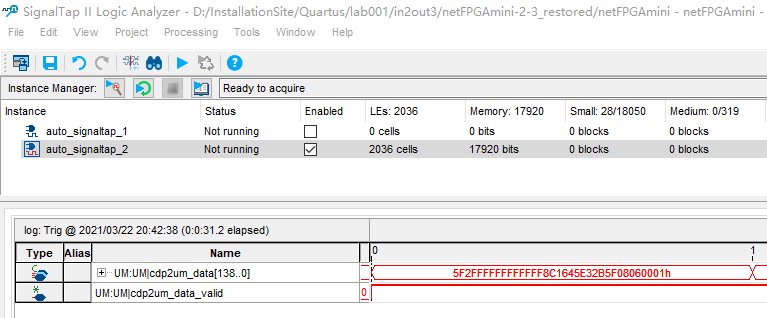 SignalTap II Logic Analyzer - D:/InstallationSite/Quartus/lab001/in2out3/netFPGAmini-2-3_restored/netFPGAmini - netFPGAmini -
File Edit View Project Processing Tools Window Help
Instance Manager: Ready to acquire
Instance Status Enabled LEs: 2036 Memory: 17920 Small: 28/18050 Medium: 0/319
auto_signaltap_1 Not running 0 cells 0 bits 0 blocks 0 blocks
auto_signaltap_2 Not running 2036 cells 17920 bits 0 blocks 0 blocks
log: Trig @ 2021/03/22 20:42:38 (0:0:31.2 elapsed)
Type Alias Name 0 1
UM:UM|cdp2um_data[138..0] 5F2FFFFFFFFFFFF8C1645E32B5F08060001h
UM:UM|cdp2um_data_valid 0